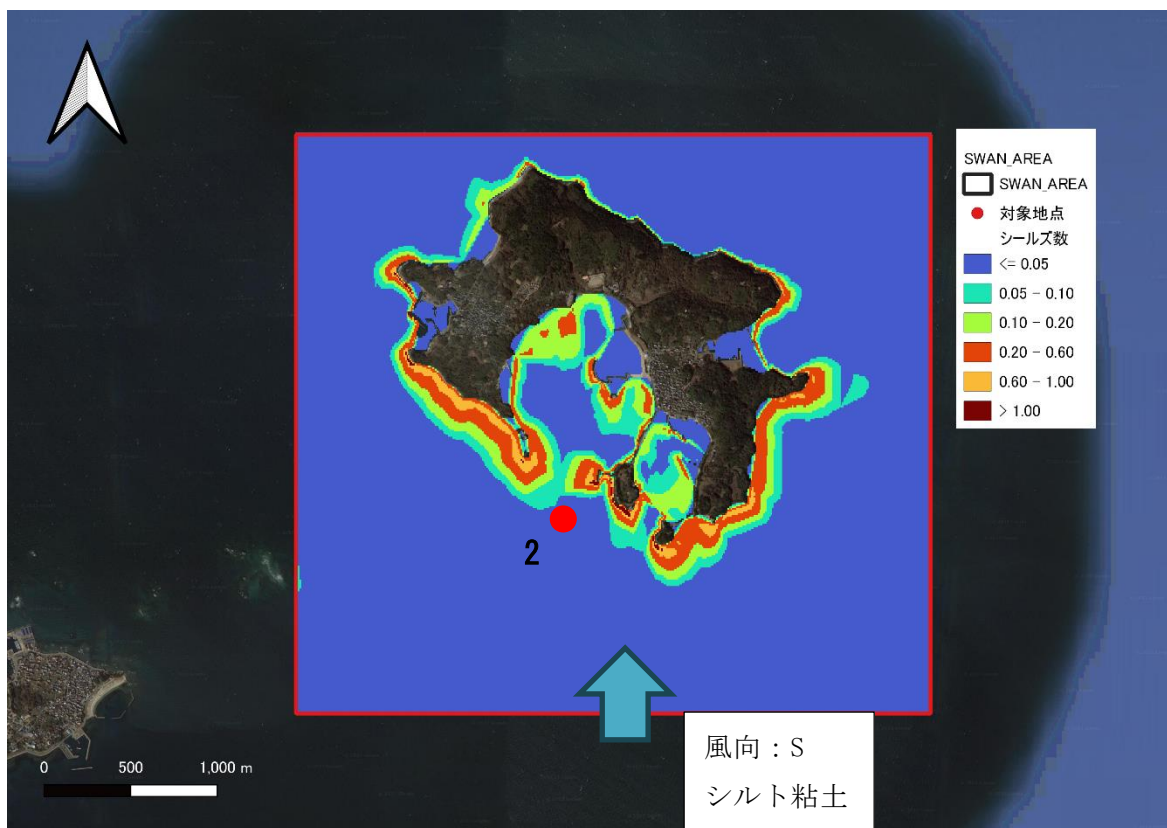 SWAN_AREA
SWAN_AREA
対象地点
シールズ数
<= 0.05
0.05 - 0.10
0.10 - 0.20
0.20 - 0.60
0.60 - 1.00
> 1.00
2
風向：S
シルト粘土
0 500 1,000 m